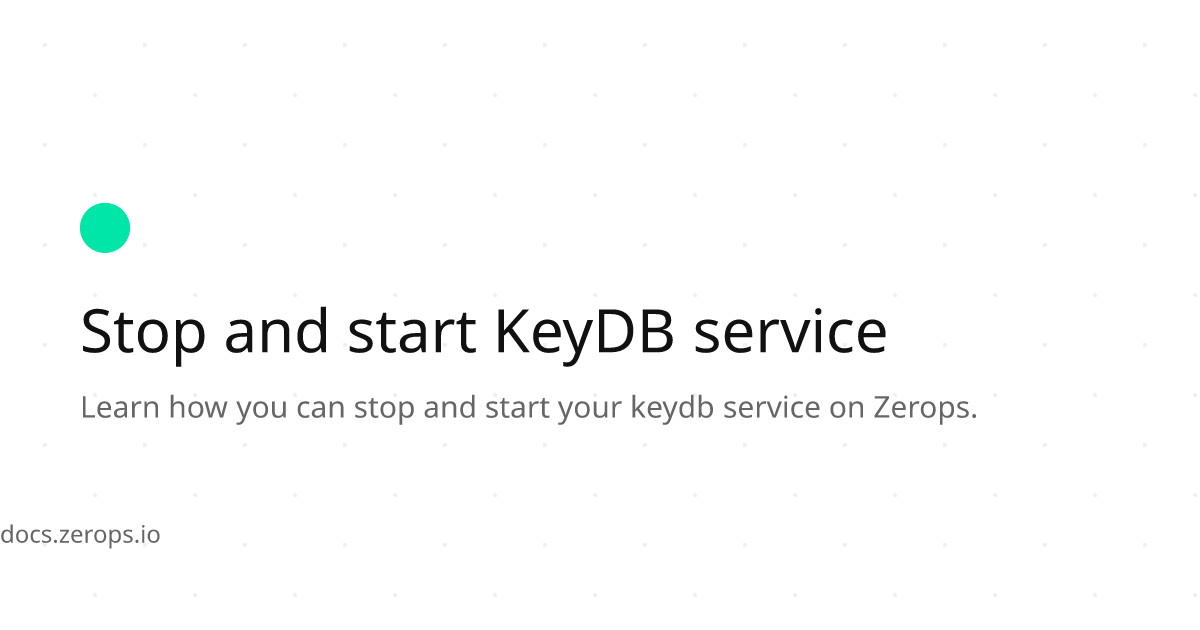 Stop and start KeyDB service
Learn how you can stop and start your keydb service on Zerops.
docs.zerops.io